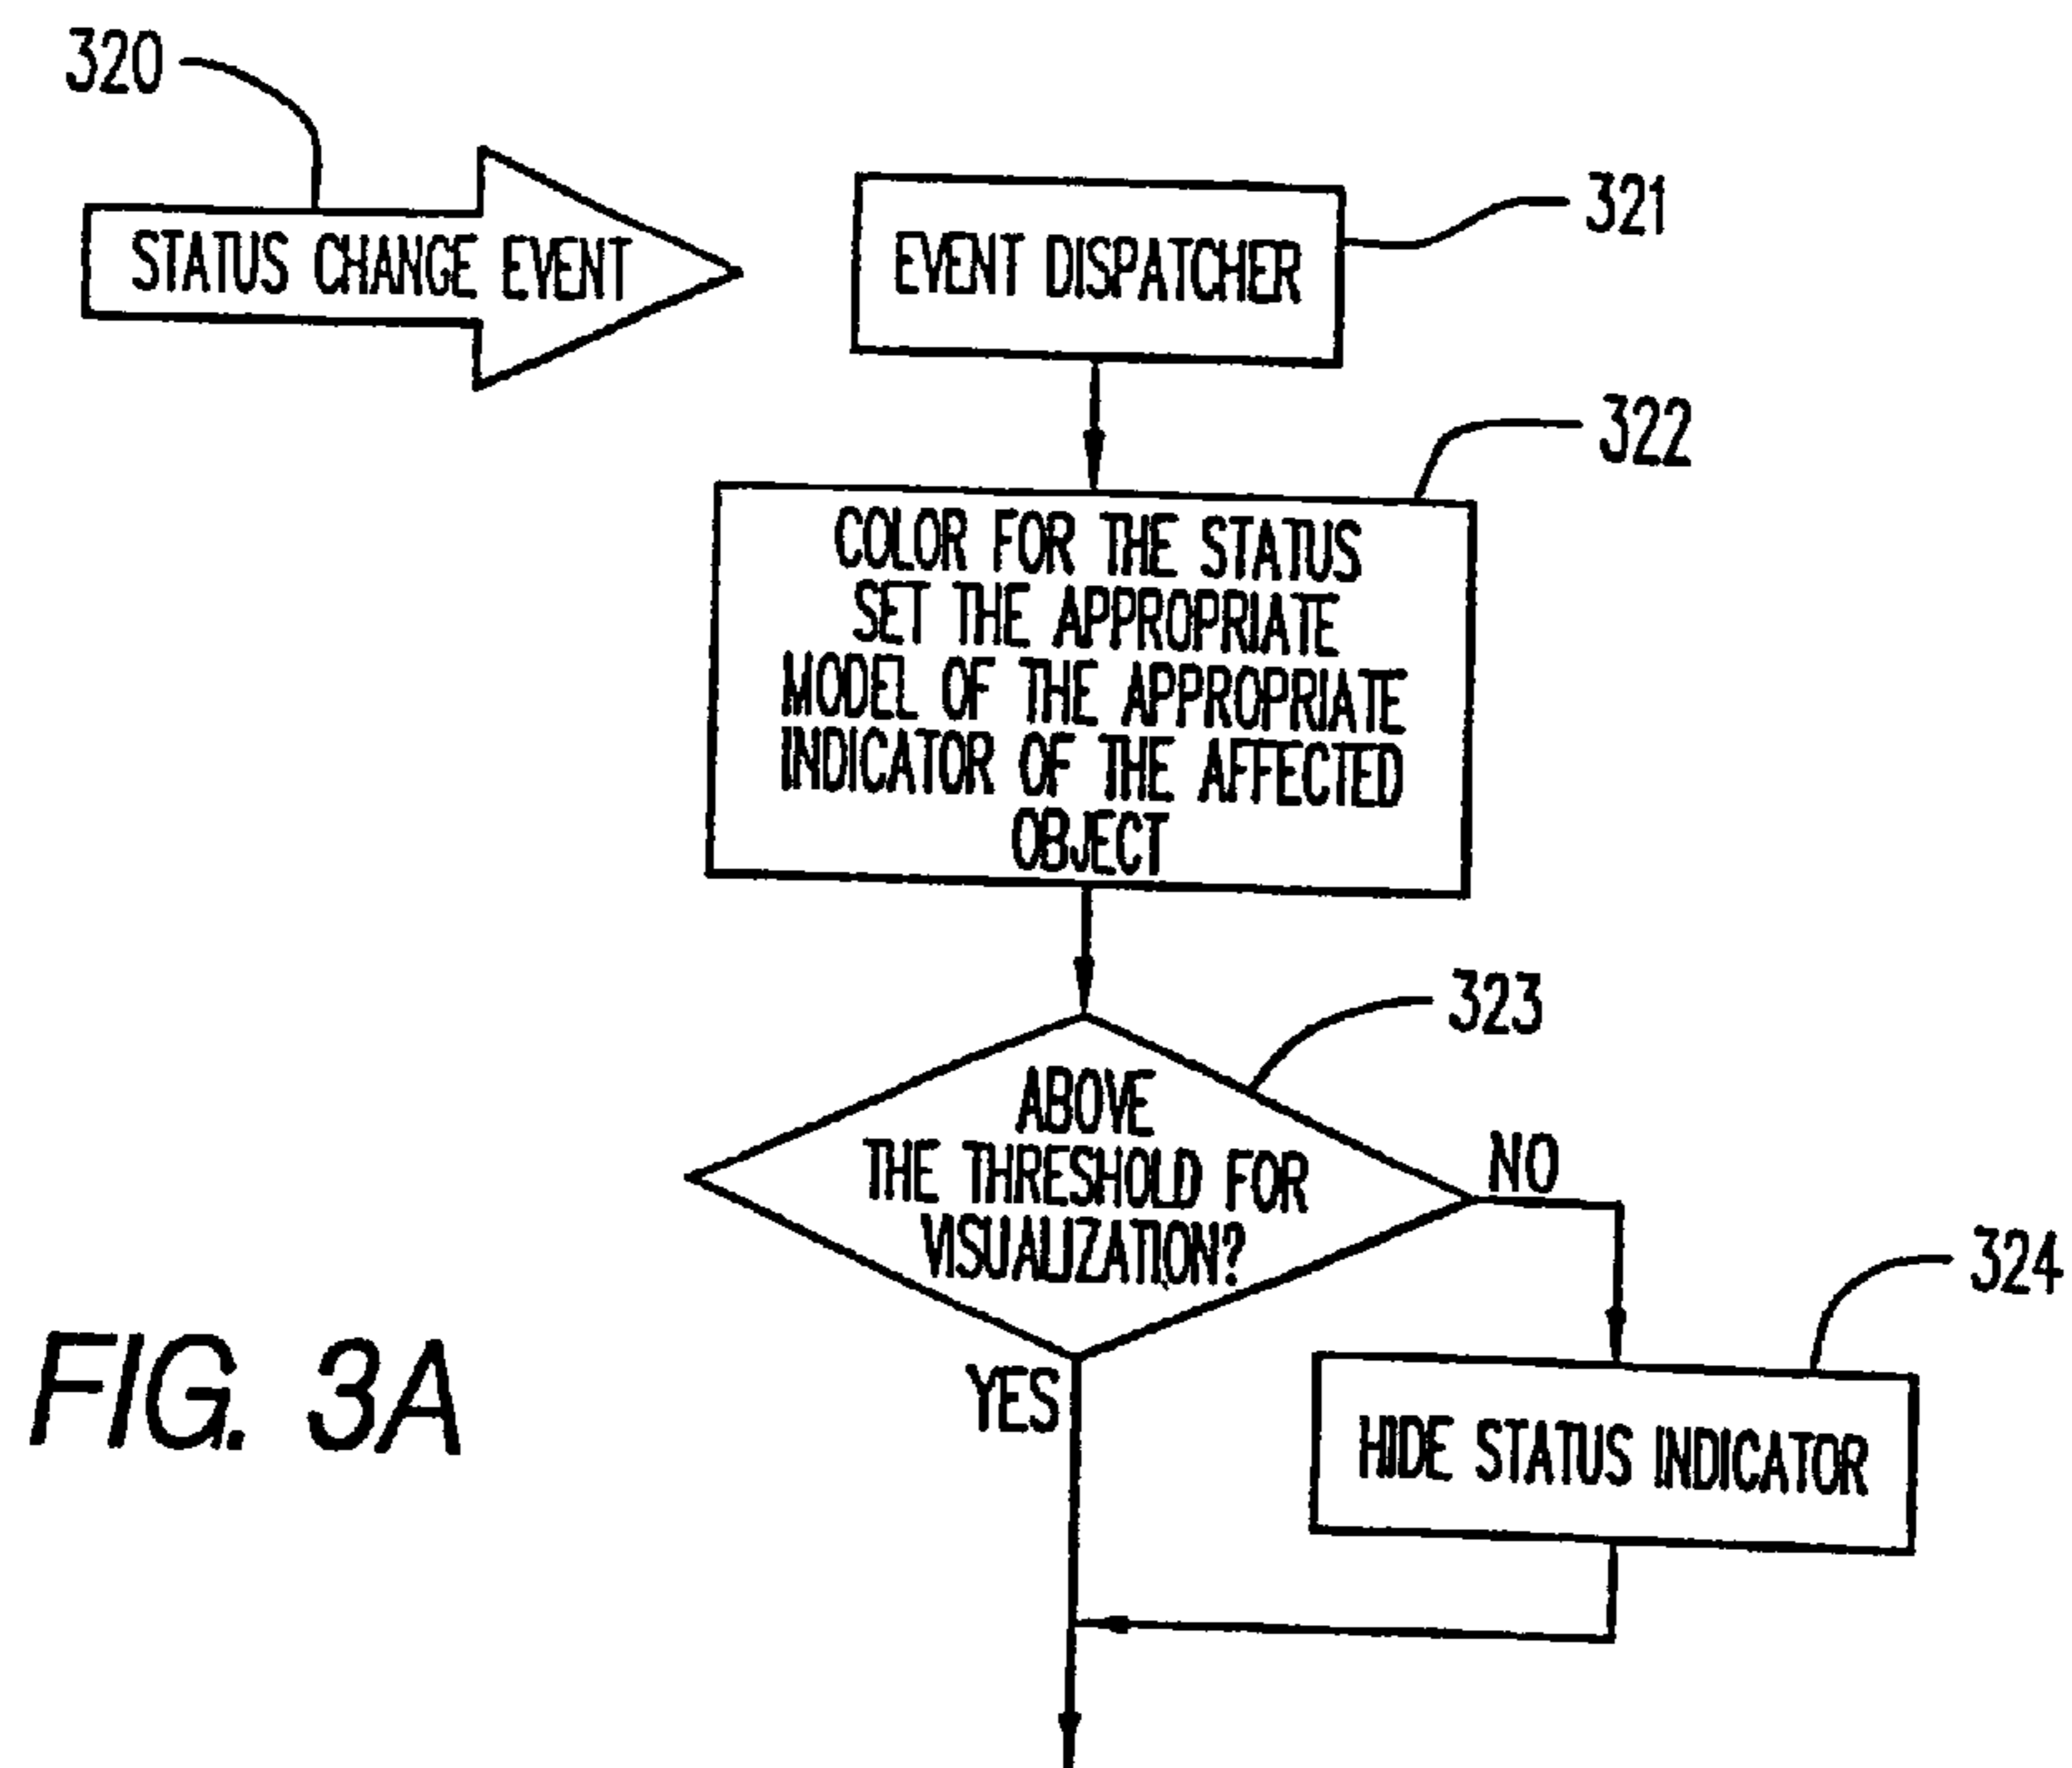 320
STATUS CHANGE EVENT
EVENT DISPATCHER
321
322
COLOR FOR THE STATUS
SET THE APPROPRIATE
MODEL OF THE APPROPRIATE
INDICATOR OF THE AFFECTED
OBJECT
323
ABOVE
THE THRESHOLD FOR
VISUALIZATION?
NO
324
YES
HIDE STATUS INDICATOR
FIG. 3A